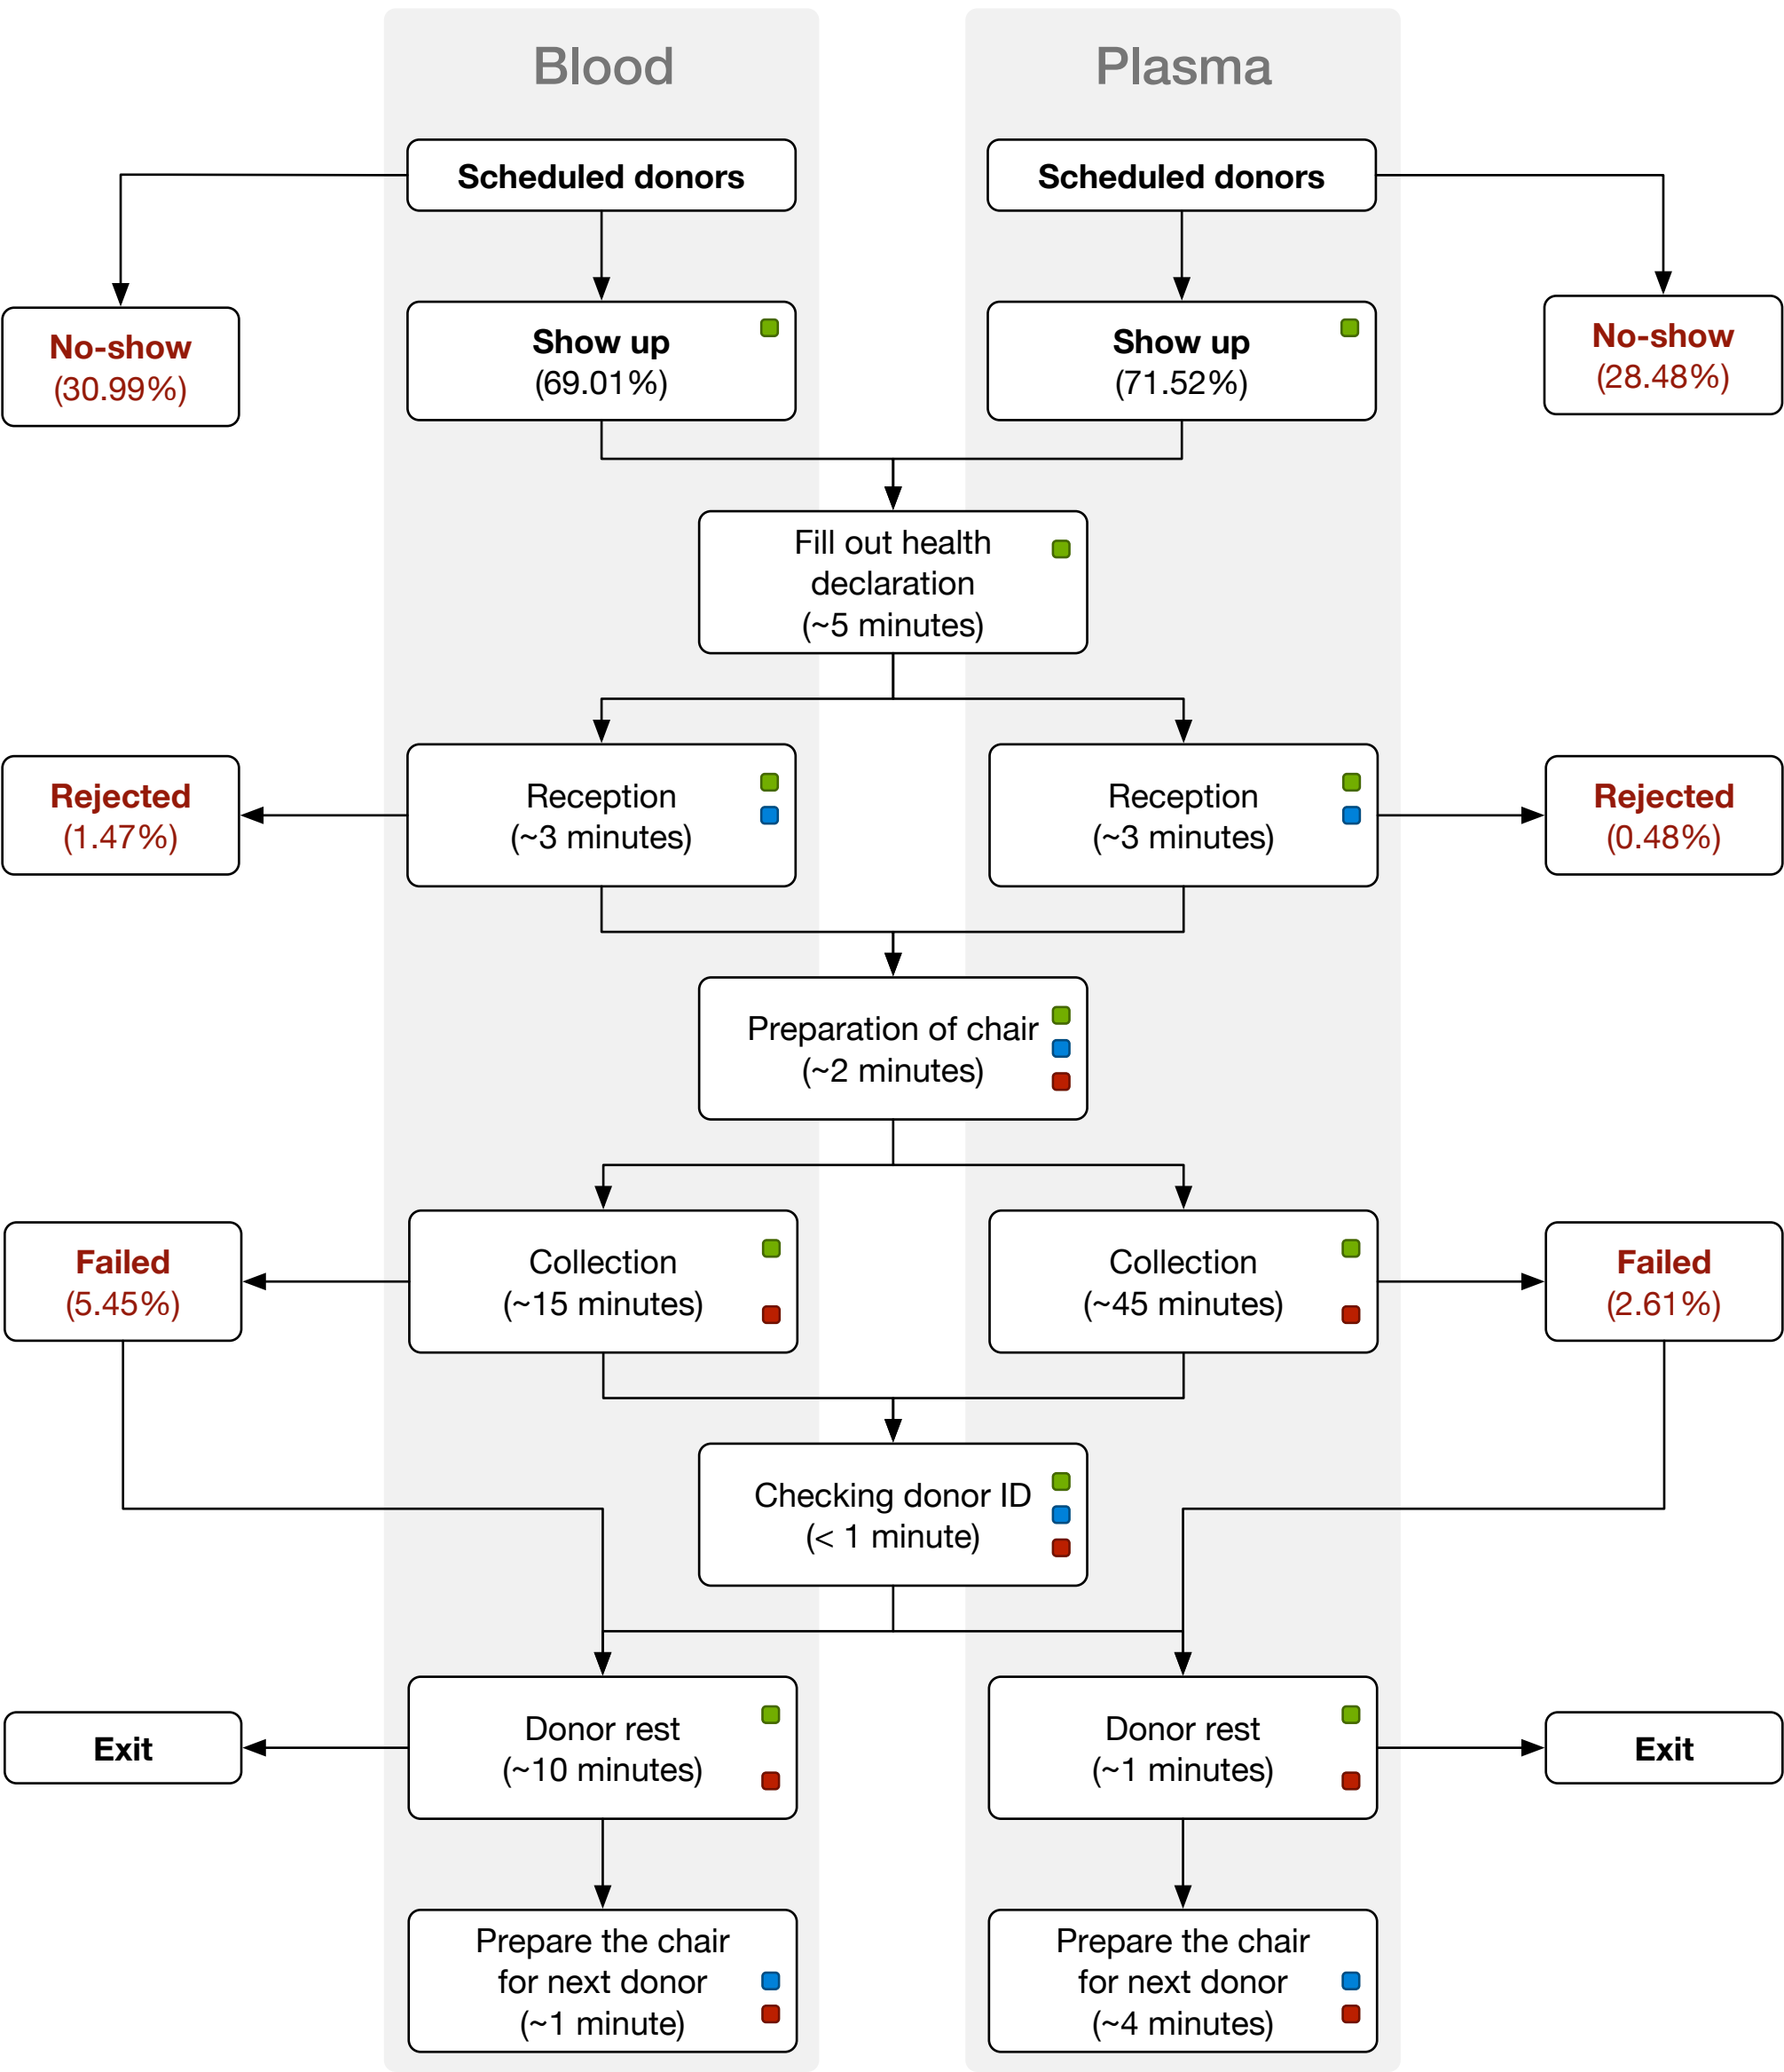 Blood
Plasma
Scheduled donors
Scheduled donors
No-show
(30.99%)
Show up
(69.01%)
Show up
(71.52%)
No-show
(28.48%)
Fill out health
declaration
(~5 minutes)
Rejected
(1.47%)
Reception
(~3 minutes)
Reception
(~3 minutes)
Rejected
(0.48%)
Preparation of chair
(~2 minutes)
Failed
(5.45%)
Collection
(~15 minutes)
Collection
(~45 minutes)
Failed
(2.61%)
Checking donor ID
(< 1 minute)
Exit
Donor rest
(~10 minutes)
Donor rest
(~1 minutes)
Exit
Prepare the chair
for next donor
(~1 minute)
Prepare the chair
for next donor
(~4 minutes)